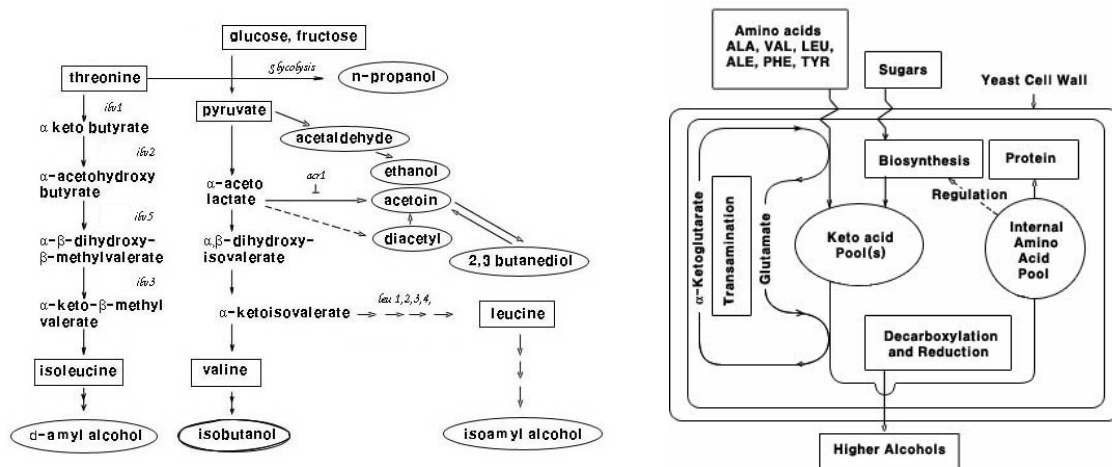 glucose, fructose
glycolysis
threonine
n-propanol
ilv1
pyruvate
α keto butyrate
acetaldehyde
ilv2
ethanol
α-acetohydroxy
butyrate
α-aceto
lactate
acr1
acetoin
ilv5
diacetyl
α-β-dihydroxy-
β-methylvalerate
α,β-dihydroxy-
isovalerate
2,3 butanediol
ilv3
α-keto-β-methyl
valerate
α-ketoisovalerate
leu 1,2,3,4,
leucine
isoleucine
valine
d-amyl alcohol
isobutanol
isoamyl alcohol
Amino acids
ALA, VAL, LEU,
ALE, PHE, TYR
Sugars
Yeast Cell Wall
α-Ketoglutarate
Transamination
Glutamate
Biosynthesis
Protein
Regulation
Keto acid
Pool(s)
Internal
Amino
Acid
Pool
Decarboxylation
and Reduction
Higher Alcohols